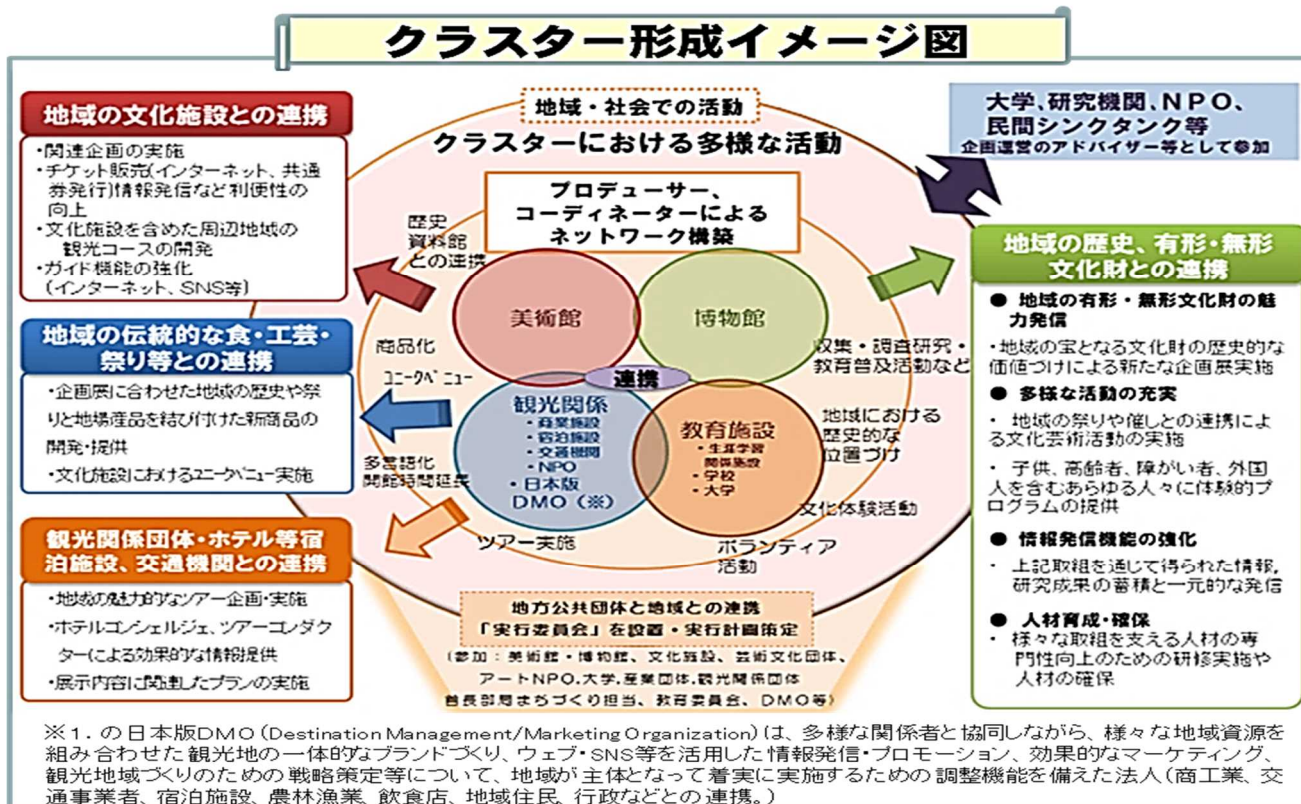 クラスター形成イメージ図
地域の文化施設との連携
・関連企画の実施
・チケット販売(インターネット、共通
券発行)情報発信など利便性の
向上
・文化施設を含めた周辺地域の
観光コースの開発
・ガイド機能の強化
(インターネット、SNS等)
地域の伝統的な食・工芸・
祭り等との連携
・企画展に合わせた地域の歴史や祭
りと地場産品を結び付けた新商品の
開発・提供
・文化施設におけるユニークベニュー実施
観光関係団体・ホテル等宿
泊施設、交通機関との連携
・地域の魅力的なツアー企画・実施
・ホテルコンシェルジェ、ツアーコンダク
ターによる効果的な情報提供
・展示内容に関連したプランの実施
地域・社会での活動
クラスターにおける多様な活動
プロデューサー、
コーディネーターによる
ネットワーク構築
歴史
資料館
との連携
商品化
ユニークベニュー
多言語化
開館時間延長
ツアー実施
美術館
博物館
連携
観光関係
・商業施設
・宿泊施設
・交通機関
・NPO
・日本版
DMO(※)
教育施設
・生涯学習
関係施設
・学校
・大学
収集・調査研究・
教育普及活動など
地域における
歴史的な
位置づけ
文化体験活動
ボランティア
活動
地方公共団体と地域との連携
「実行委員会」を設置・実行計画策定
(参加:美術館・博物館、文化施設、芸術文化団体、
アートNPO,大学,産業団体,観光関係団体
首長部局まちづくり担当、教育委員会、DMO等)
大学、研究機関、NPO、
民間シンクタンク等
企画運営のアドバイザー等として参加
地域の歴史、有形・無形
文化財との連携
● 地域の有形・無形文化財の魅
力発信
・地域の宝となる文化財の歴史的な
価値づけによる新たな企画展実施
● 多様な活動の充実
・ 地域の祭りや催しとの連携によ
る文化芸術活動の実施
・ 子供、高齢者、障がい者、外国
人を含むあらゆる人々に体験的プ
ログラムの提供
● 情報発信機能の強化
・ 上記取組を通じて得られた情報,
研究成果の蓄積と一元的な発信
● 人材育成・確保
・ 様々な取組を支える人材の専
門性向上のための研修実施や
人材の確保
※1.の日本版DMO(Destination Management/Marketing Organization)は、多様な関係者と協同しながら、様々な地域資源を
組み合わせた観光地の一体的なブランドづくり、ウェブ・SNS等を活用した情報発信・プロモーション、効果的なマーケティング、
観光地域づくりのための戦略策定等について、地域が主体となって着実に実施するための調整機能を備えた法人(商工業、交
通事業者、宿泊施設、農林漁業、飲食店、地域住民、行政などとの連携。)